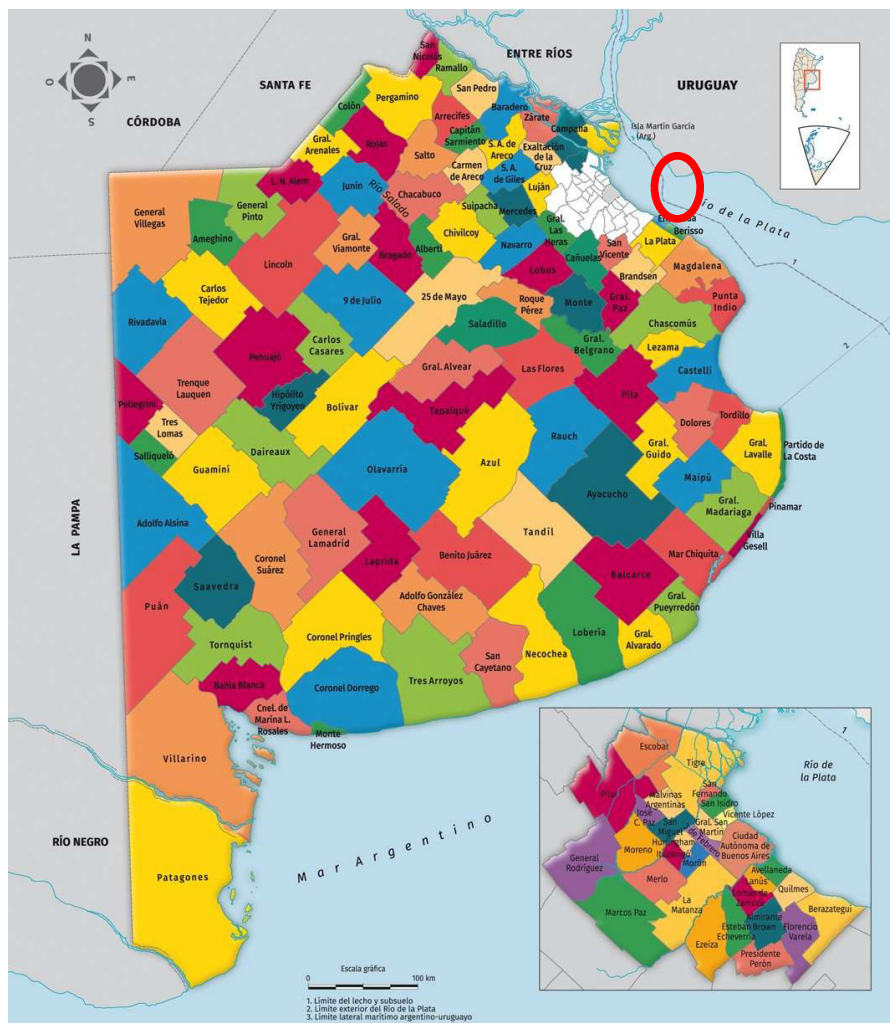 N
O
E
S
ENTRE RÍOS
SANTA FE
CÓRDOBA
URUGUAY
LA PAMPA
RÍO NEGRO
Isla Martín García
(Arg.)
Río Salado
Río de la Plata
1
2
Mar Argentino
San
Nicolás
Ramallo
San Pedro
Baradero
Zárate
Campana
Colón
Pergamino
Arrecifes
Capitán
Sarmiento
S. A. de
Areco
Exaltación
de la
Cruz
Gral.
Arenales
Rojas
Salto
Carmen
de Areco
S. A.
de Giles
Luján
L. N. Alem
Junín
Chacabuco
Suipacha
Mercedes
Gral.
Las
Heras
General
Villegas
General
Pinto
Ameghino
Lincoln
Gral.
Viamonte
Bragado
Alberti
Chivilcoy
Navarro
Lobus
Cañuelas
San
Vicente
La Plata
Berisso
Brandsen
Magdalena
Punta
Indio
Carlos
Tejedor
9 de Julio
25 de Mayo
Roque
Pérez
Monte
Gral.
Paz
Chascomús
Rivadavia
Pehuajó
Carlos
Casares
Saladillo
Gral.
Belgrano
Lezama
Trenque
Lauquen
Hipólito
Yrigoyen
Bolívar
Gral. Alvear
Las Flores
Pila
Castelli
Pellegrini
Tres
Lomas
Salliqueló
Daireaux
Tapalqué
Rauch
Gral.
Guido
Dolores
Tordillo
Gral.
Lavalle
Partido de
La Costa
Guaminí
Olavarría
Azul
Ayacucho
Maipú
Gral.
Madariaga
Pinamar
Villa
Gesell
Adolfo Alsina
Coronel
Suárez
General
Lamadrid
Laprida
Benito Juárez
Tandil
Balcarce
Mar Chiquita
Puán
Saavedra
Adolfo González
Chaves
Gral.
Pueyrredón
Tornquist
Coronel Pringles
San
Cayetano
Necochea
Lobería
Gral.
Alvarado
Bahía Blanca
Coronel Dorrego
Tres Arroyos
Cnel. de
Marina L.
Rosales
Monte
Hermoso
Villarino
Patagones
Escala gráfica
0 100 km
1. Límite del lecho y subsuelo
2. Límite exterior del Río de la Plata
3. Límite lateral marítimo argentino-uruguayo
1
Río de
la Plata
Escobar
Tigre
Pilar
San
Fernando
San Isidro
Malvinas
Argentinas
Vicente López
José
C. Paz
San
Miguel
Gral. San
Martín
3 de Febrero
Ciudad
Autónoma de
Buenos Aires
General
Rodríguez
Moreno
Hurlingham
Ituzaingó
Morón
Merlo
Avellaneda
Lanús
Lomas de
Zamora
Quilmes
Marcos Paz
La
Matanza
Almirante
Brown
Berazategui
Esteban
Echeverría
Florencio
Varela
Ezeiza
Presidente
Perón